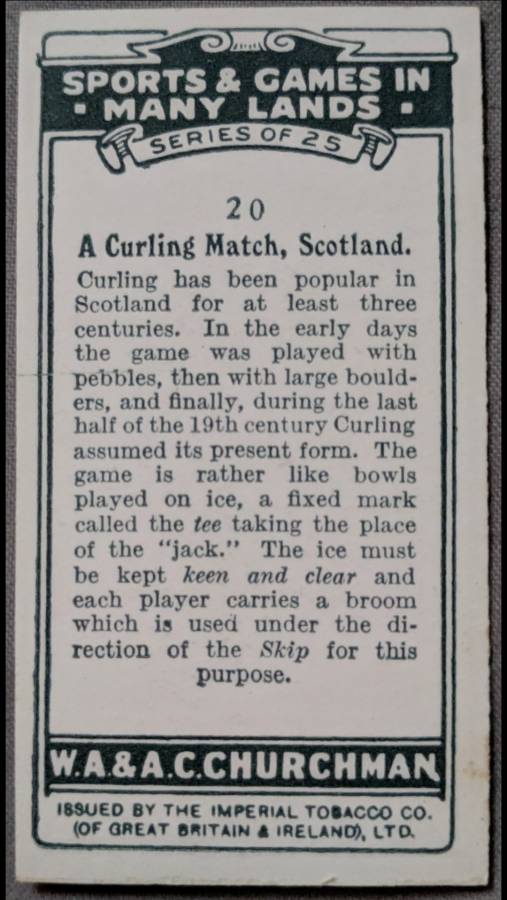 SPORTS & GAMES IN
▪ MANY LANDS ▪
SERIES OF 25
20
A Curling Match, Scotland.
Curling has been popular in
Scotland for at least three
centuries. In the early days
the game was played with
pebbles, then with large bould-
ers, and finally, during the last
half of the 19th century Curling
assumed its present form. The
game is rather like bowls
played on ice, a fixed mark
called the tee taking the place
of the "jack." The ice must
be kept keen and clear and
each player carries a broom
which is used under the di-
rection of the Skip for this
purpose.
W.A.& A.C.CHURCHMAN
ISSUED BY THE IMPERIAL TOBACCO CO.
(OF GREAT BRITAIN & IRELAND), LTD.